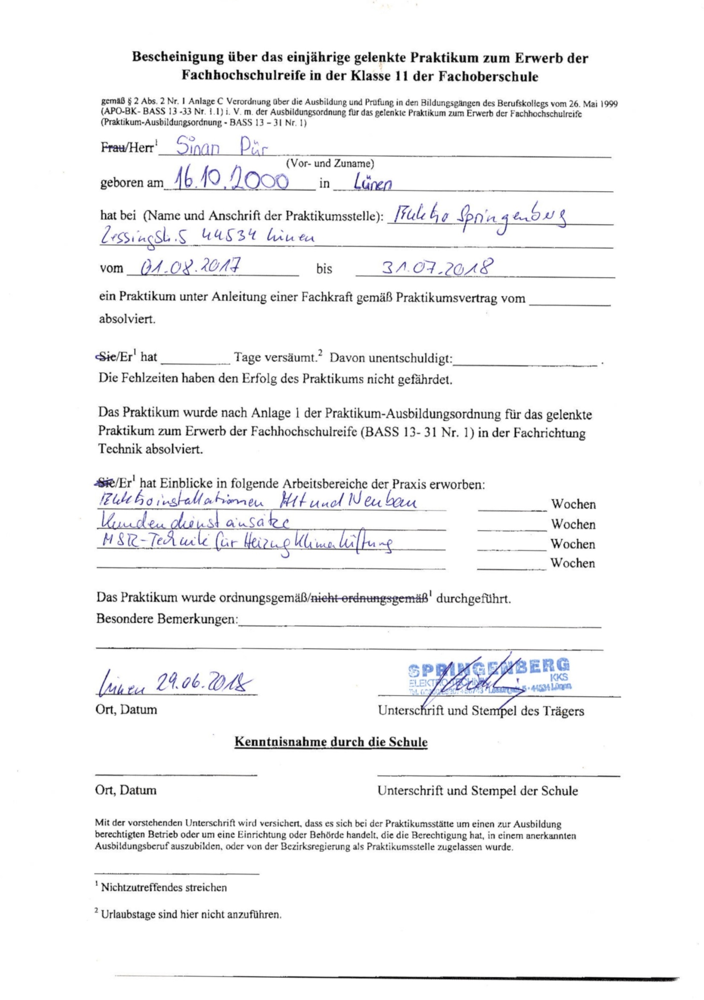 Bescheinigung über das einjährige gelenkte Praktikum zum Erwerb der
Fachhochschulreife in der Klasse 11 der Fachoberschule
gemäß § 2 Abs. 2 Nr. 1 Anlage C Verordnung über die Ausbildung und Prüfung in den Bildungsgängen des Berufskollegs vom 26. Mai 1999
(APO-BK- BASS 13 -33 Nr. 1.1) i. V. m. der Ausbildungsordnung für das gelenkte Praktikum zum Erwerb der Fachhochschulreife
(Praktikum-Ausbildungsordnung - BASS 13 – 31 Nr. 1)
Frau/Herr¹ Sinan Pür
(Vor- und Zuname)
geboren am 16.10.2000 in Lünen
hat bei (Name und Anschrift der Praktikumsstelle): Elektro Springenberg
Lessingstr. 5 44534 Lünen
vom 01.08.2017 bis 31.07.2018
ein Praktikum unter Anleitung einer Fachkraft gemäß Praktikumsvertrag vom
absolviert.
Sie/Er¹ hat Tage versäumt.² Davon unentschuldigt: .
Die Fehlzeiten haben den Erfolg des Praktikums nicht gefährdet.
Das Praktikum wurde nach Anlage 1 der Praktikum-Ausbildungsordnung für das gelenkte
Praktikum zum Erwerb der Fachhochschulreife (BASS 13- 31 Nr. 1) in der Fachrichtung
Technik absolviert.
Sie/Er¹ hat Einblicke in folgende Arbeitsbereiche der Praxis erworben:
Elektroinstallationen Alt und Neubau Wochen
Kundendiensteinsätze Wochen
MSR-Technik für Heizung Klima Lüftung Wochen
Wochen
Das Praktikum wurde ordnungsgemäß/nicht ordnungsgemäß¹ durchgeführt.
Besondere Bemerkungen:
SPRINGENBERG
KKS
ELEKTROTECHNIK
5 · 44534 Lünen
Lünen 29.06.2018
Ort, Datum Unterschrift und Stempel des Trägers
Kenntnisnahme durch die Schule
Ort, Datum Unterschrift und Stempel der Schule
Mit der vorstehenden Unterschrift wird versichert, dass es sich bei der Praktikumsstätte um einen zur Ausbildung
berechtigten Betrieb oder um eine Einrichtung oder Behörde handelt, die die Berechtigung hat, in einem anerkannten
Ausbildungsberuf auszubilden, oder von der Bezirksregierung als Praktikumsstelle zugelassen wurde.
¹ Nichtzutreffendes streichen
² Urlaubstage sind hier nicht anzuführen.